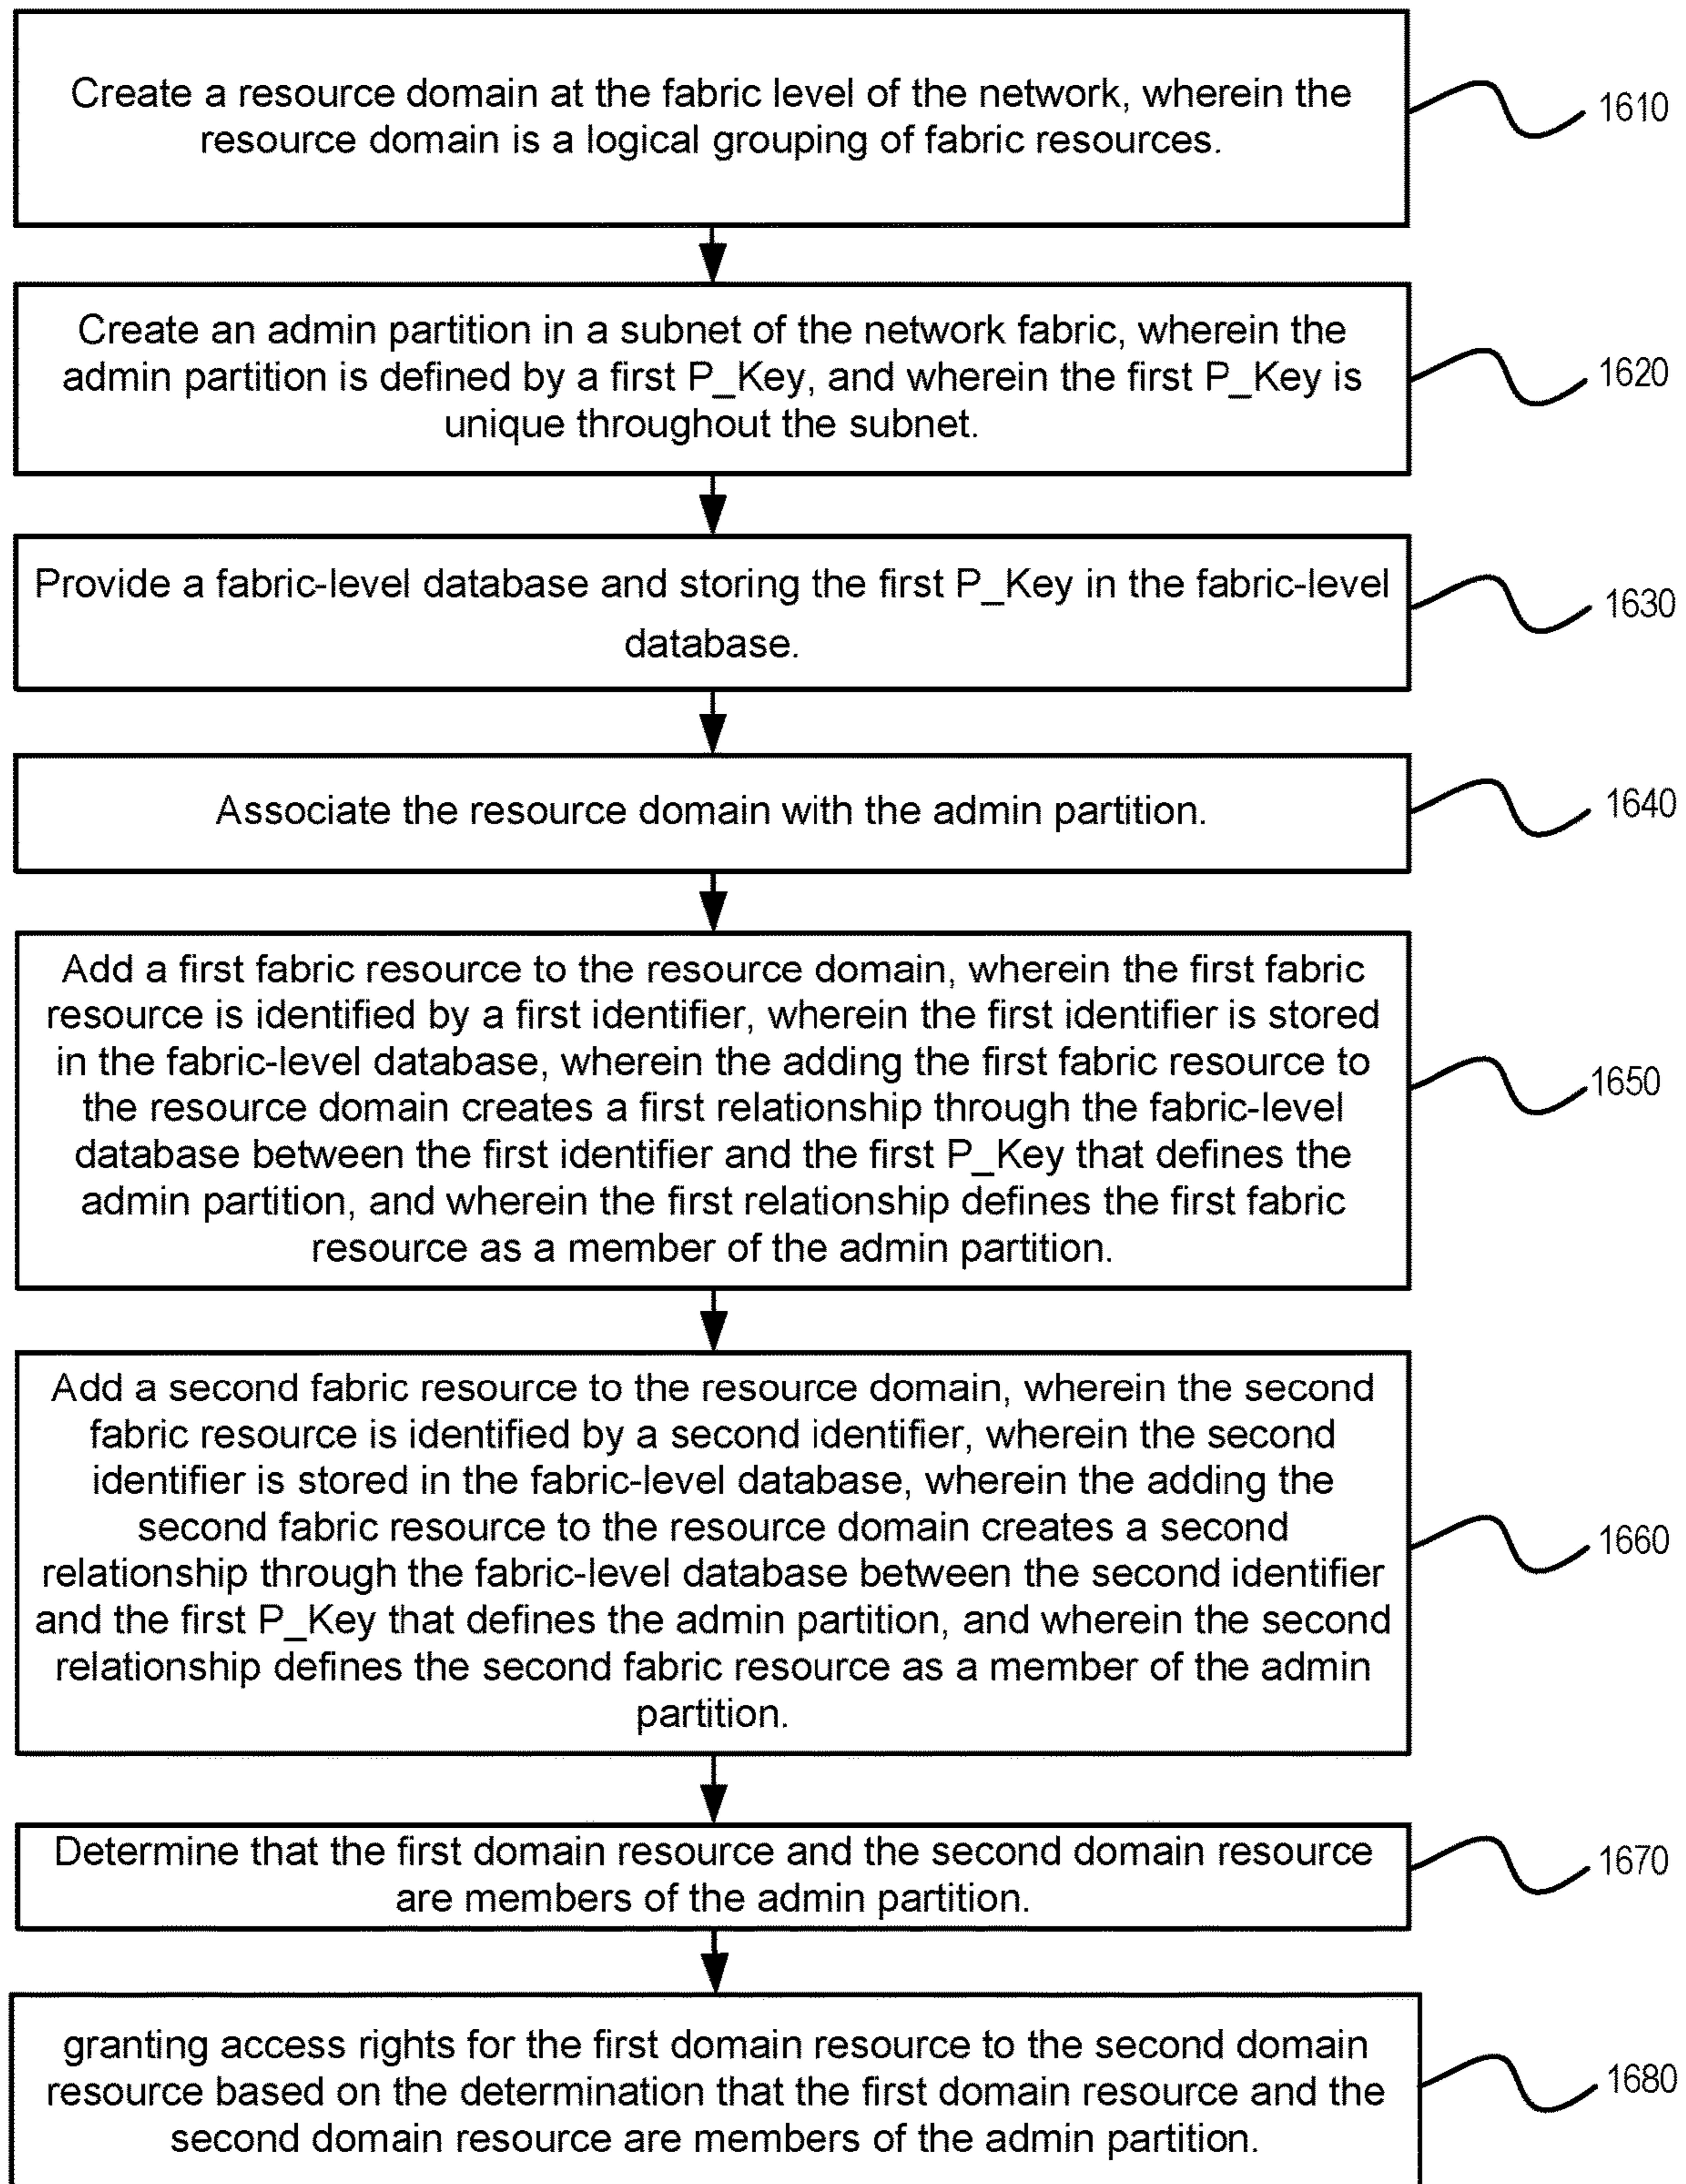 Create a resource domain at the fabric level of the network, wherein the
resource domain is a logical grouping of fabric resources.
1610
Create an admin partition in a subnet of the network fabric, wherein the
admin partition is defined by a first P_Key, and wherein the first P_Key is
unique throughout the subnet.
1620
Provide a fabric-level database and storing the first P_Key in the fabric-level
database.
1630
Associate the resource domain with the admin partition.
1640
Add a first fabric resource to the resource domain, wherein the first fabric
resource is identified by a first identifier, wherein the first identifier is stored
in the fabric-level database, wherein the adding the first fabric resource to
the resource domain creates a first relationship through the fabric-level
database between the first identifier and the first P_Key that defines the
admin partition, and wherein the first relationship defines the first fabric
resource as a member of the admin partition.
1650
Add a second fabric resource to the resource domain, wherein the second
fabric resource is identified by a second identifier, wherein the second
identifier is stored in the fabric-level database, wherein the adding the
second fabric resource to the resource domain creates a second
relationship through the fabric-level database between the second identifier
and the first P_Key that defines the admin partition, and wherein the second
relationship defines the second fabric resource as a member of the admin
partition.
1660
Determine that the first domain resource and the second domain resource
are members of the admin partition.
1670
granting access rights for the first domain resource to the second domain
resource based on the determination that the first domain resource and the
second domain resource are members of the admin partition.
1680